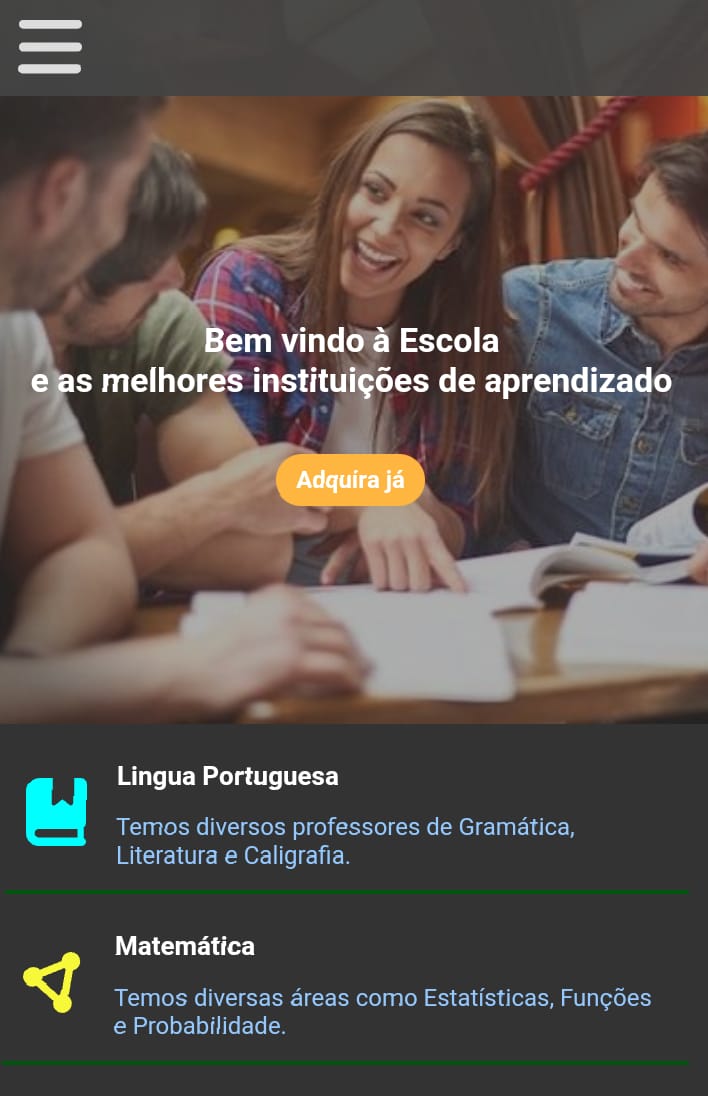 Bem vindo à Escola
e as melhores instituições de aprendizado
Adquira já
Lingua Portuguesa
Temos diversos professores de Gramática,
Literatura e Caligrafia.
Matemática
Temos diversas áreas como Estatísticas, Funções
e Probabilidade.